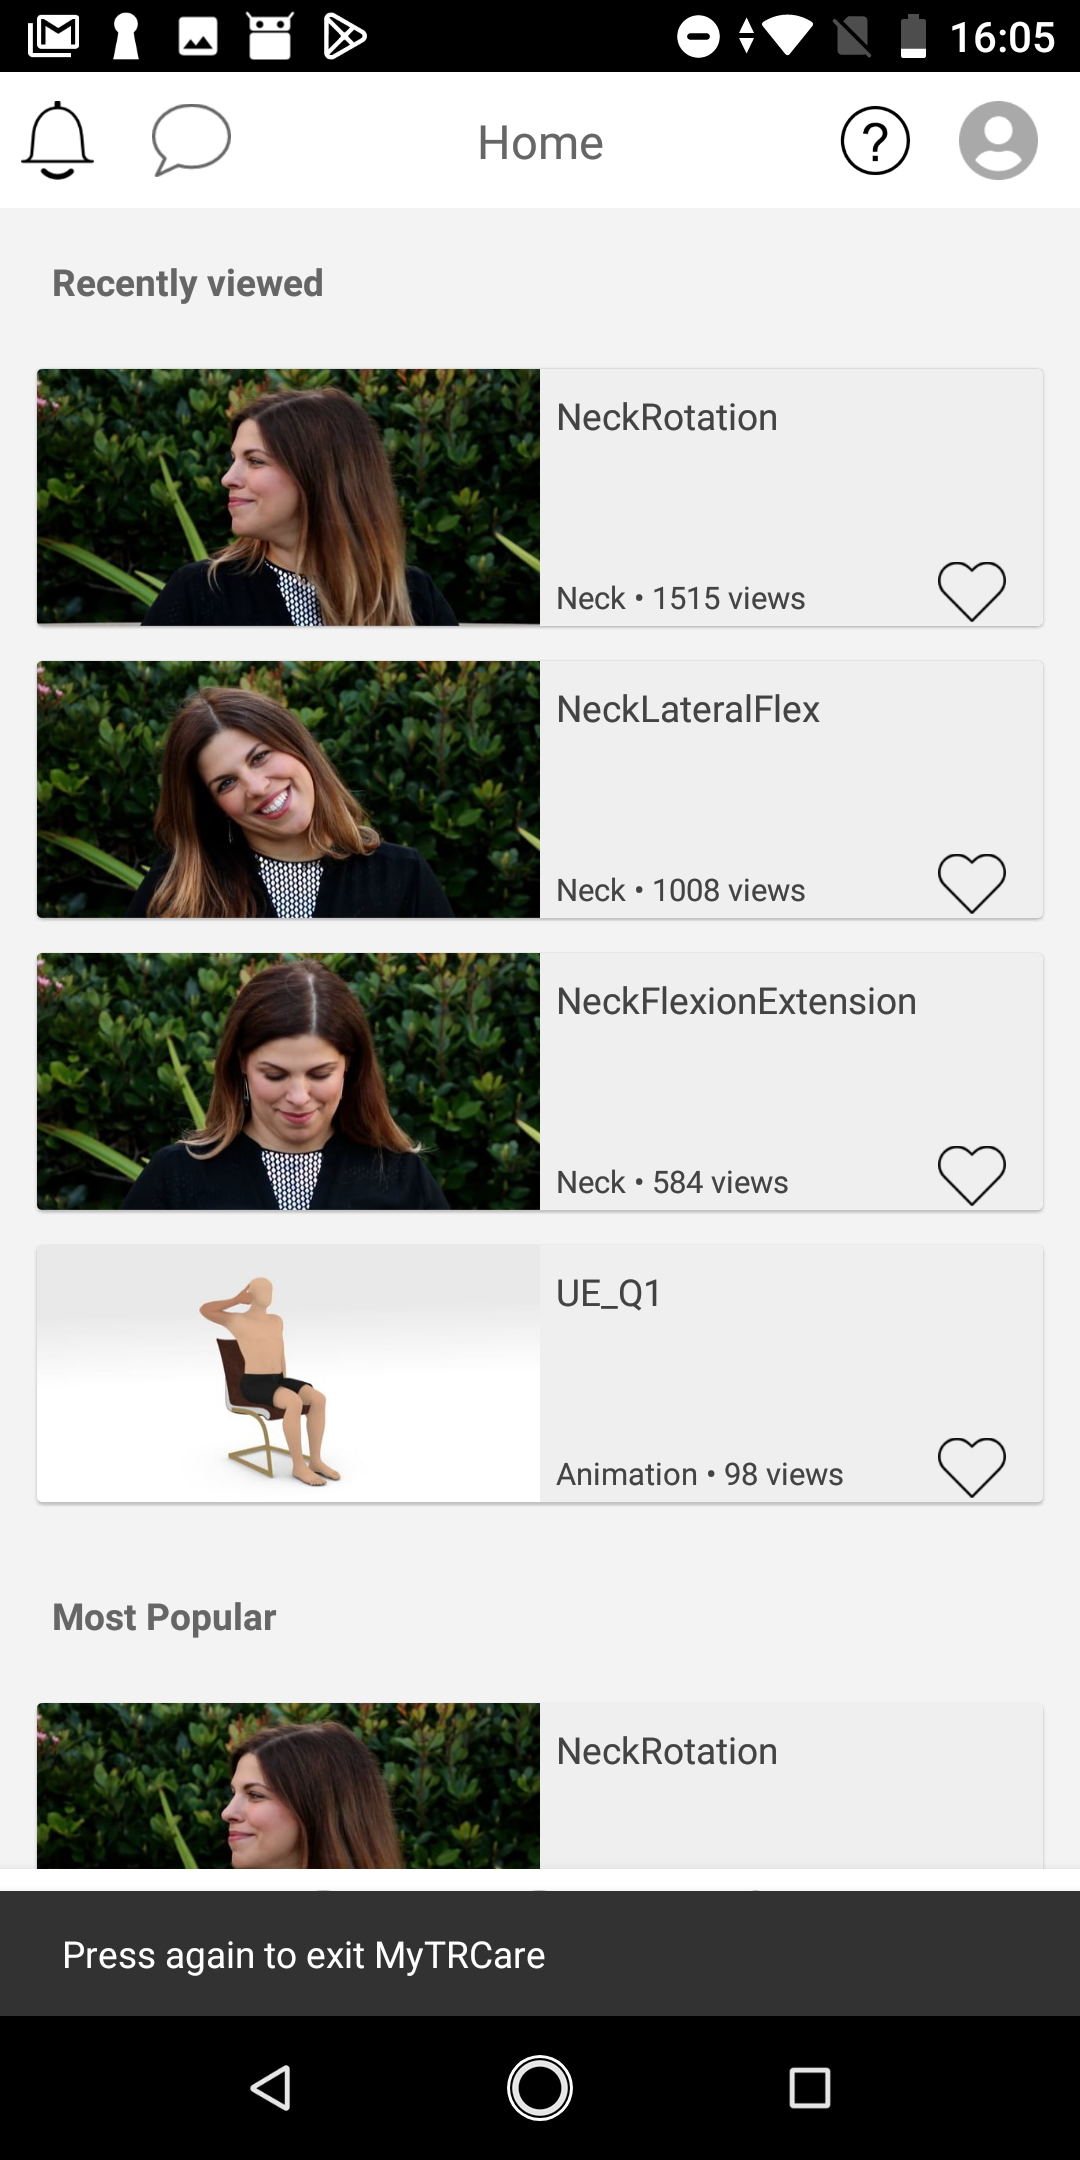 16:05
Home
Recently viewed
NeckRotation
Neck • 1515 views
NeckLateralFlex
Neck • 1008 views
NeckFlexionExtension
Neck • 584 views
UE_Q1
Animation • 98 views
Most Popular
NeckRotation
Press again to exit MyTRCare